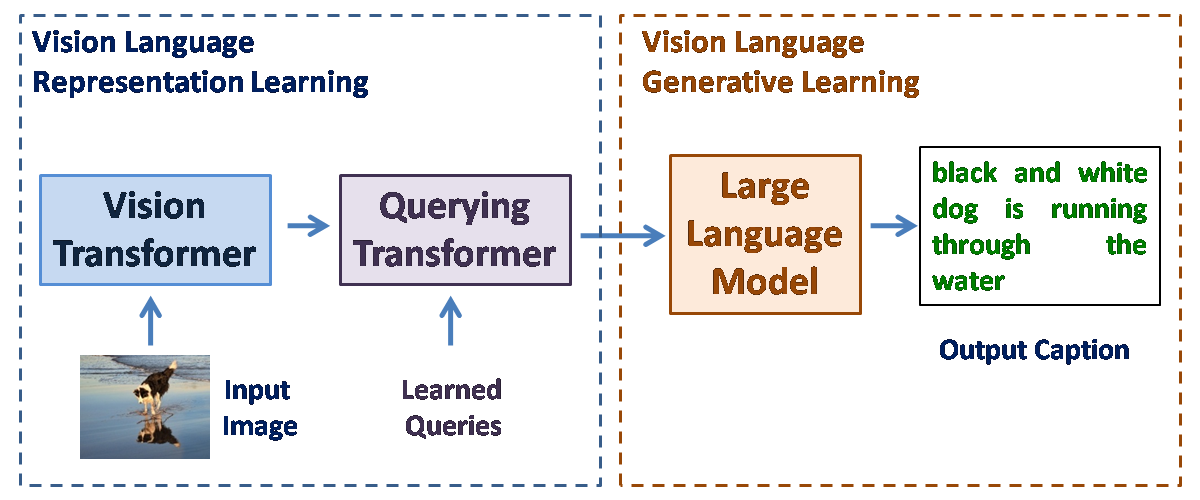 Vision Language
Representation Learning
Vision
Transformer
Querying
Transformer
Input
Image
Learned
Queries
Vision Language
Generative Learning
Large
Language
Model
black and white
dog is running
through the
water
Output Caption